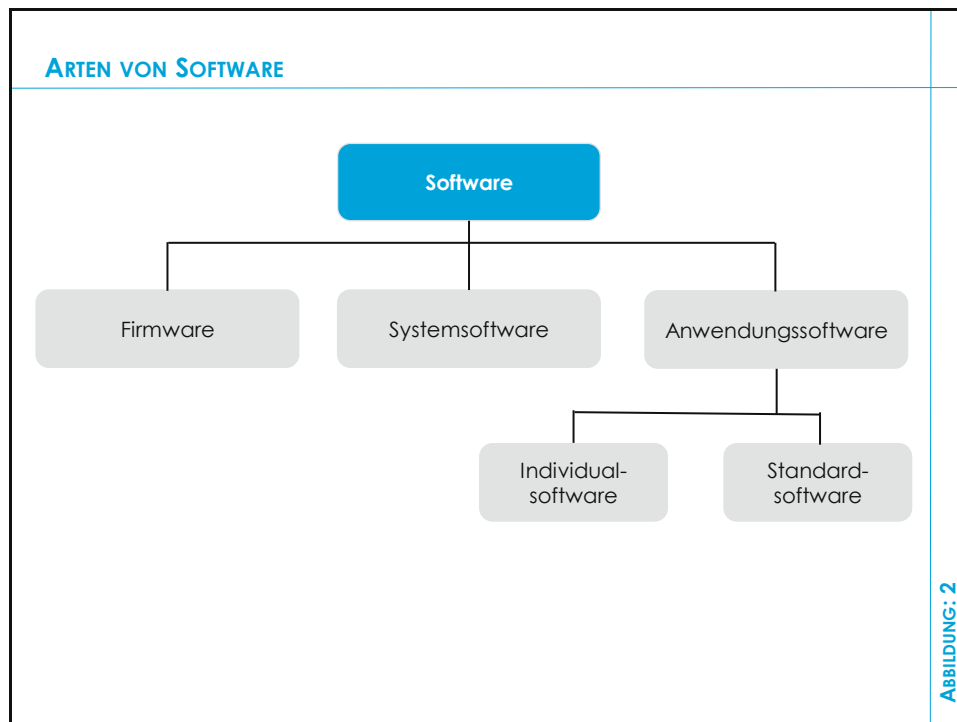 ARTEN VON SOFTWARE
Software
Firmware
Systemsoftware
Anwendungssoftware
Individual-
software
Standard-
software
ABBILDUNG: 2